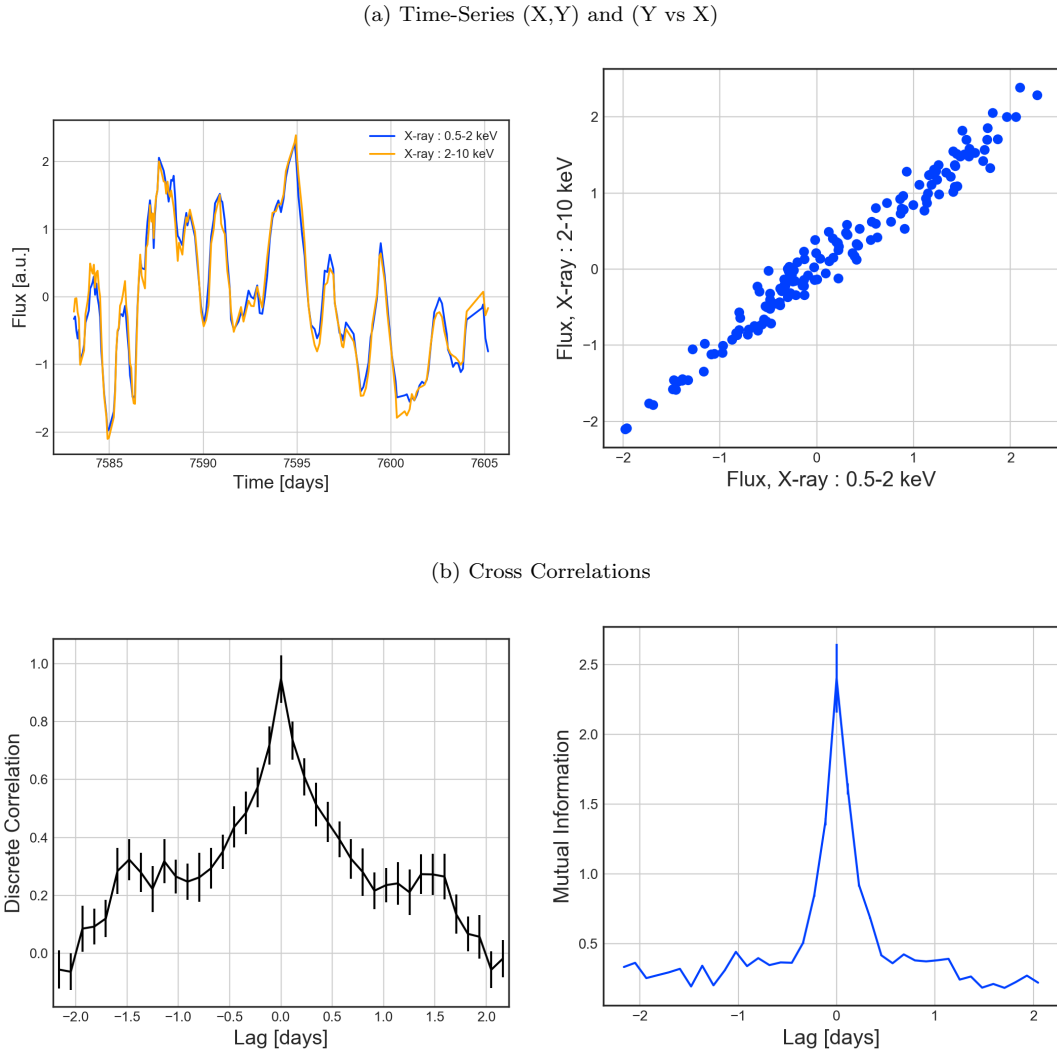 (a) Time-Series (X,Y) and (Y vs X)
X-ray : 0.5-2 keV
X-ray : 2-10 keV
Flux [a.u.]
2
1
0
−1
−2
7585 7590 7595 7600 7605
Time [days]
Flux, X-ray : 2-10 keV
2
1
0
−1
−2
−2 −1 0 1 2
Flux, X-ray : 0.5-2 keV
(b) Cross Correlations
Discrete Correlation
1.0
0.8
0.6
0.4
0.2
0.0
−2.0 −1.5 −1.0 −0.5 0.0 0.5 1.0 1.5 2.0
Lag [days]
Mutual Information
2.5
2.0
1.5
1.0
0.5
−2 −1 0 1 2
Lag [days]